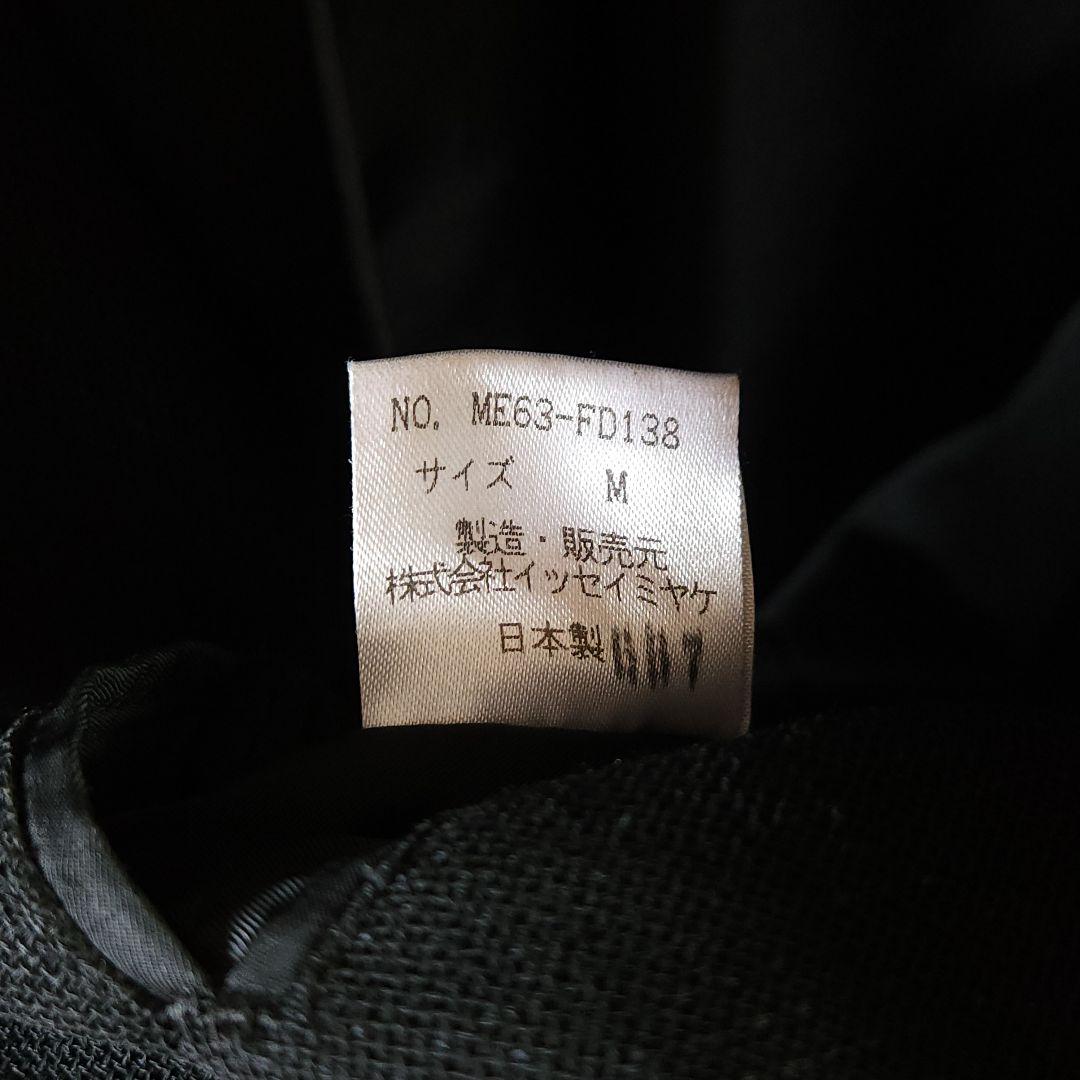 NO. ME63-FD138
サイズ M
製造・販売元
株式会社イッセイミヤケ
日本製